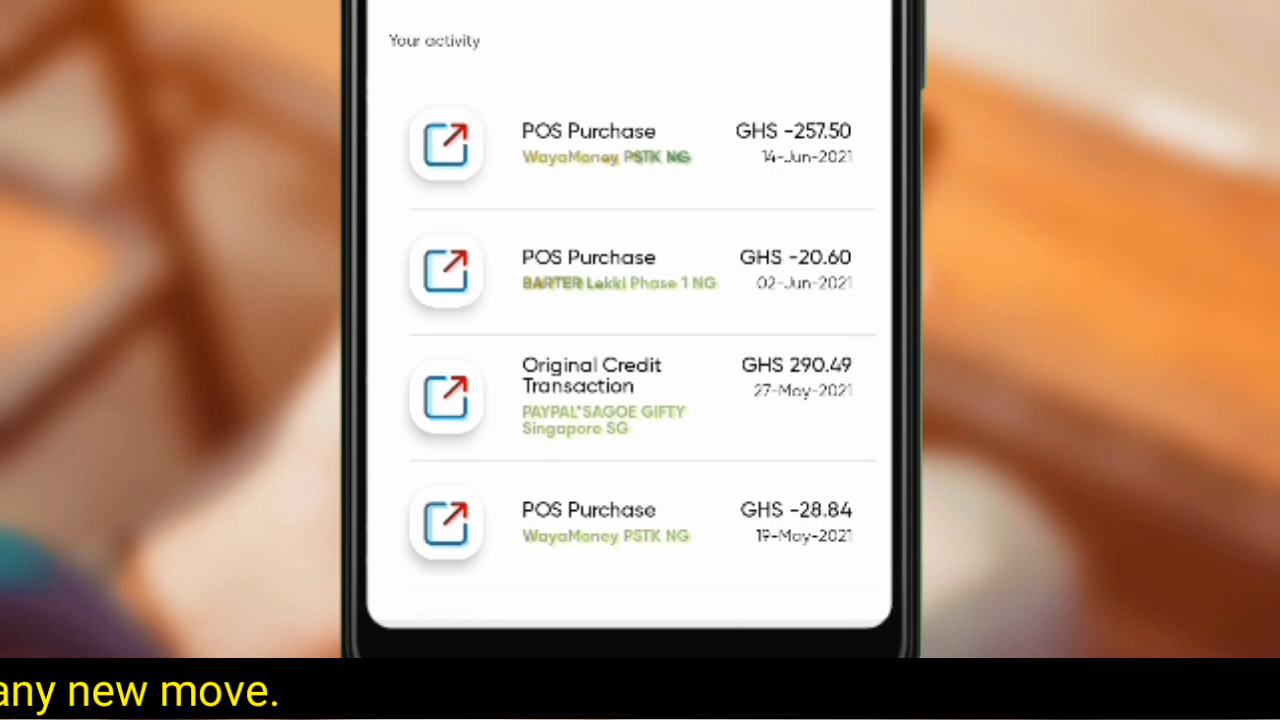 Your activity
POS Purchase GHS -257.50
WayaMoney PSTK NG 14-Jun-2021
POS Purchase GHS -20.60
BARTER Lekki Phase 1 NG 02-Jun-2021
Original Credit GHS 290.49
Transaction 27-May-2021
PAYPAL*SAGOE GIFTY
Singapore SG
POS Purchase GHS -28.84
WayaMoney PSTK NG 19-May-2021
any new move.